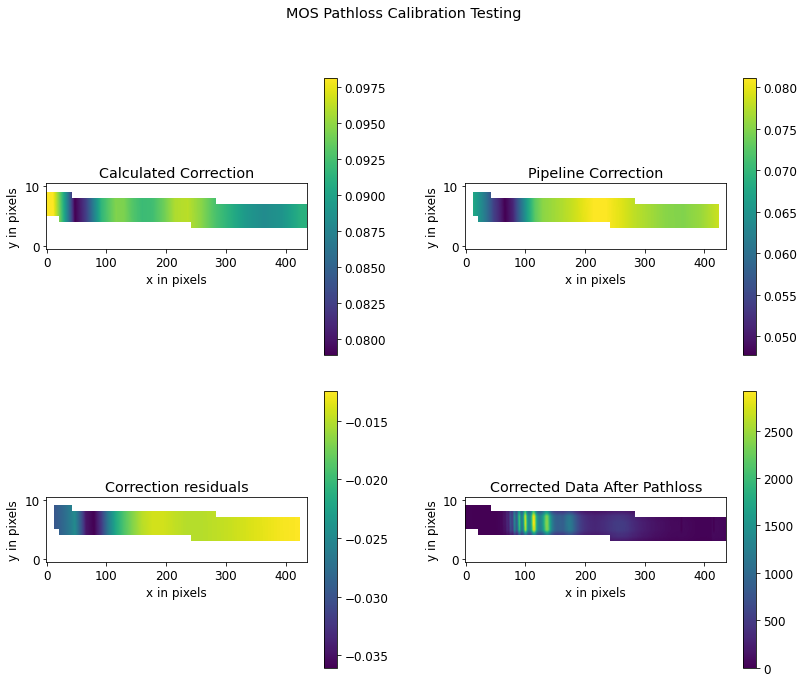 MOS Pathloss Calibration Testing
Calculated Correction
y in pixels
10
0
0 100 200 300 400
x in pixels
0.0975
0.0950
0.0925
0.0900
0.0875
0.0850
0.0825
0.0800
Pipeline Correction
y in pixels
10
0
0 100 200 300 400
x in pixels
0.080
0.075
0.070
0.065
0.060
0.055
0.050
Correction residuals
y in pixels
10
0
0 100 200 300 400
x in pixels
−0.015
−0.020
−0.025
−0.030
−0.035
Corrected Data After Pathloss
y in pixels
10
0
0 100 200 300 400
x in pixels
2500
2000
1500
1000
500
0